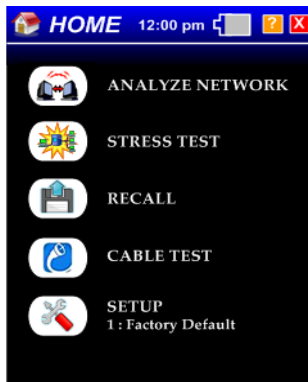 HOME 12:00 pm ? X
ANALYZE NETWORK
STRESS TEST
RECALL
CABLE TEST
SETUP
1 : Factory Default